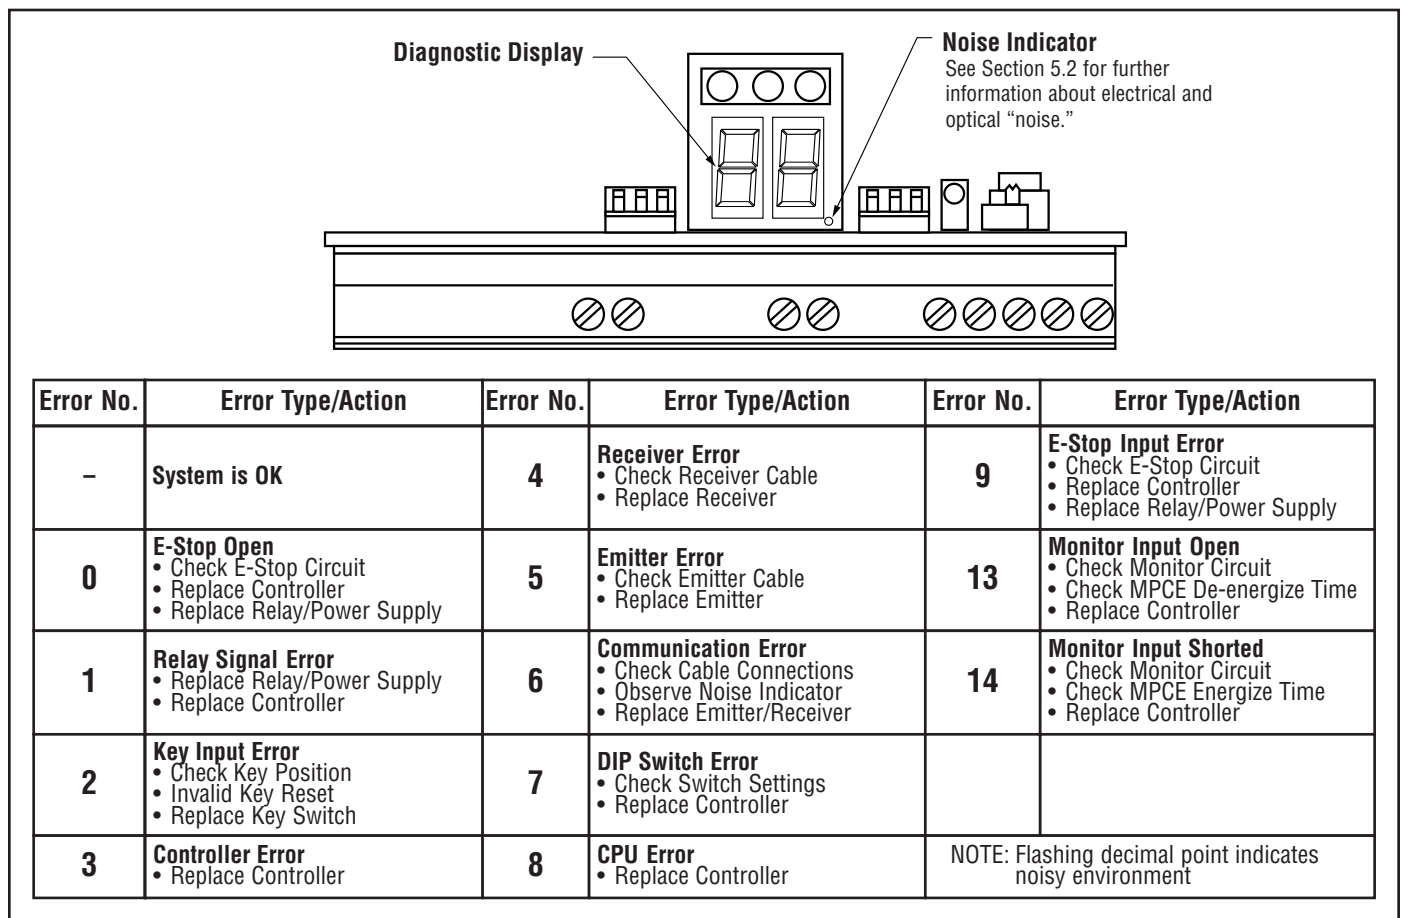 Diagnostic Display
Noise Indicator
See Section 5.2 for further
information about electrical and
optical “noise.”
Error No.
Error Type/Action
Error No.
Error Type/Action
Error No.
Error Type/Action
–
System is OK
4
Receiver Error
• Check Receiver Cable
• Replace Receiver
9
E-Stop Input Error
• Check E-Stop Circuit
• Replace Controller
• Replace Relay/Power Supply
0
E-Stop Open
• Check E-Stop Circuit
• Replace Controller
• Replace Relay/Power Supply
5
Emitter Error
• Check Emitter Cable
• Replace Emitter
13
Monitor Input Open
• Check Monitor Circuit
• Check MPCE De-energize Time
• Replace Controller
1
Relay Signal Error
• Replace Relay/Power Supply
• Replace Controller
6
Communication Error
• Check Cable Connections
• Observe Noise Indicator
• Replace Emitter/Receiver
14
Monitor Input Shorted
• Check Monitor Circuit
• Check MPCE Energize Time
• Replace Controller
2
Key Input Error
• Check Key Position
• Invalid Key Reset
• Replace Key Switch
7
DIP Switch Error
• Check Switch Settings
• Replace Controller
3
Controller Error
• Replace Controller
8
CPU Error
• Replace Controller
NOTE: Flashing decimal point indicates
noisy environment